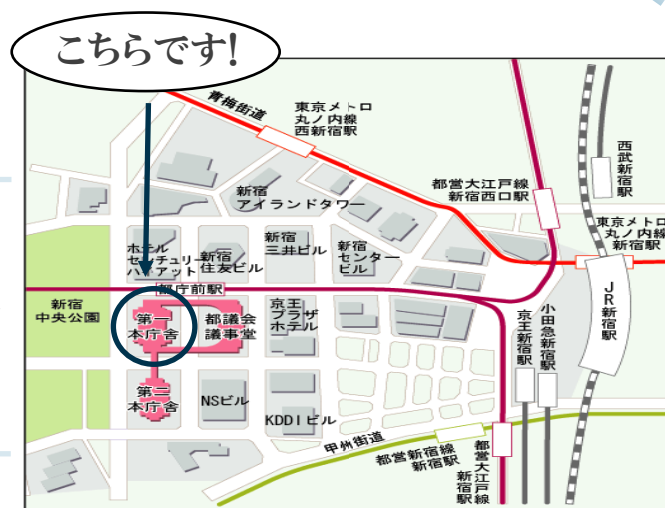 こちらです!
青梅街道
東京メトロ
丸ノ内線
西新宿駅
西武新宿駅
都営大江戸線
新宿西口駅
新宿
アイランドタワー
東京メトロ
丸ノ内線
新宿駅
ホテル
センチュリー
ハイアット
新宿
住友ビル
新宿
三井ビル
新宿
センター
ビル
都庁前駅
JR新宿駅
新宿
中央公園
第一
本庁舎
都議会
議事堂
京王
プラザ
ホテル
小田急新宿駅
京王新宿駅
第二
本庁舎
NSビル
KDDIビル
甲州街道
都営新宿線
新宿駅
都営大江戸線
新宿駅